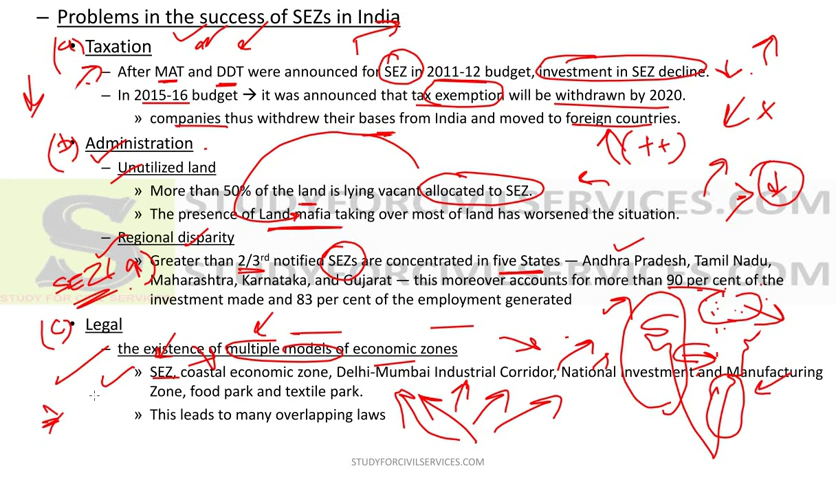 – Problems in the success of SEZs in India
(a) • Taxation
– After MAT and DDT were announced for SEZ in 2011-12 budget, investment in SEZ decline.
– In 2015-16 budget → it was announced that tax exemption will be withdrawn by 2020.
» companies thus withdrew their bases from India and moved to foreign countries.
(++)
(b) • Administration
– Unutilized land
» More than 50% of the land is lying vacant allocated to SEZ.
» The presence of Land-mafia taking over most of land has worsened the situation.
– Regional disparity
» Greater than 2/3rd notified SEZs are concentrated in five States — Andhra Pradesh, Tamil Nadu,
Maharashtra, Karnataka, and Gujarat — this moreover accounts for more than 90 per cent of the
investment made and 83 per cent of the employment generated
SEZ
(c) • Legal
– the existence of multiple models of economic zones
» SEZ, coastal economic zone, Delhi-Mumbai Industrial Corridor, National Investment and Manufacturing
Zone, food park and textile park.
» This leads to many overlapping laws
STUDYFORCIVILSERVICES.COM
STUDYFORCIVILSERVICES.COM
STUDYFORCIVILSERVICES.COM